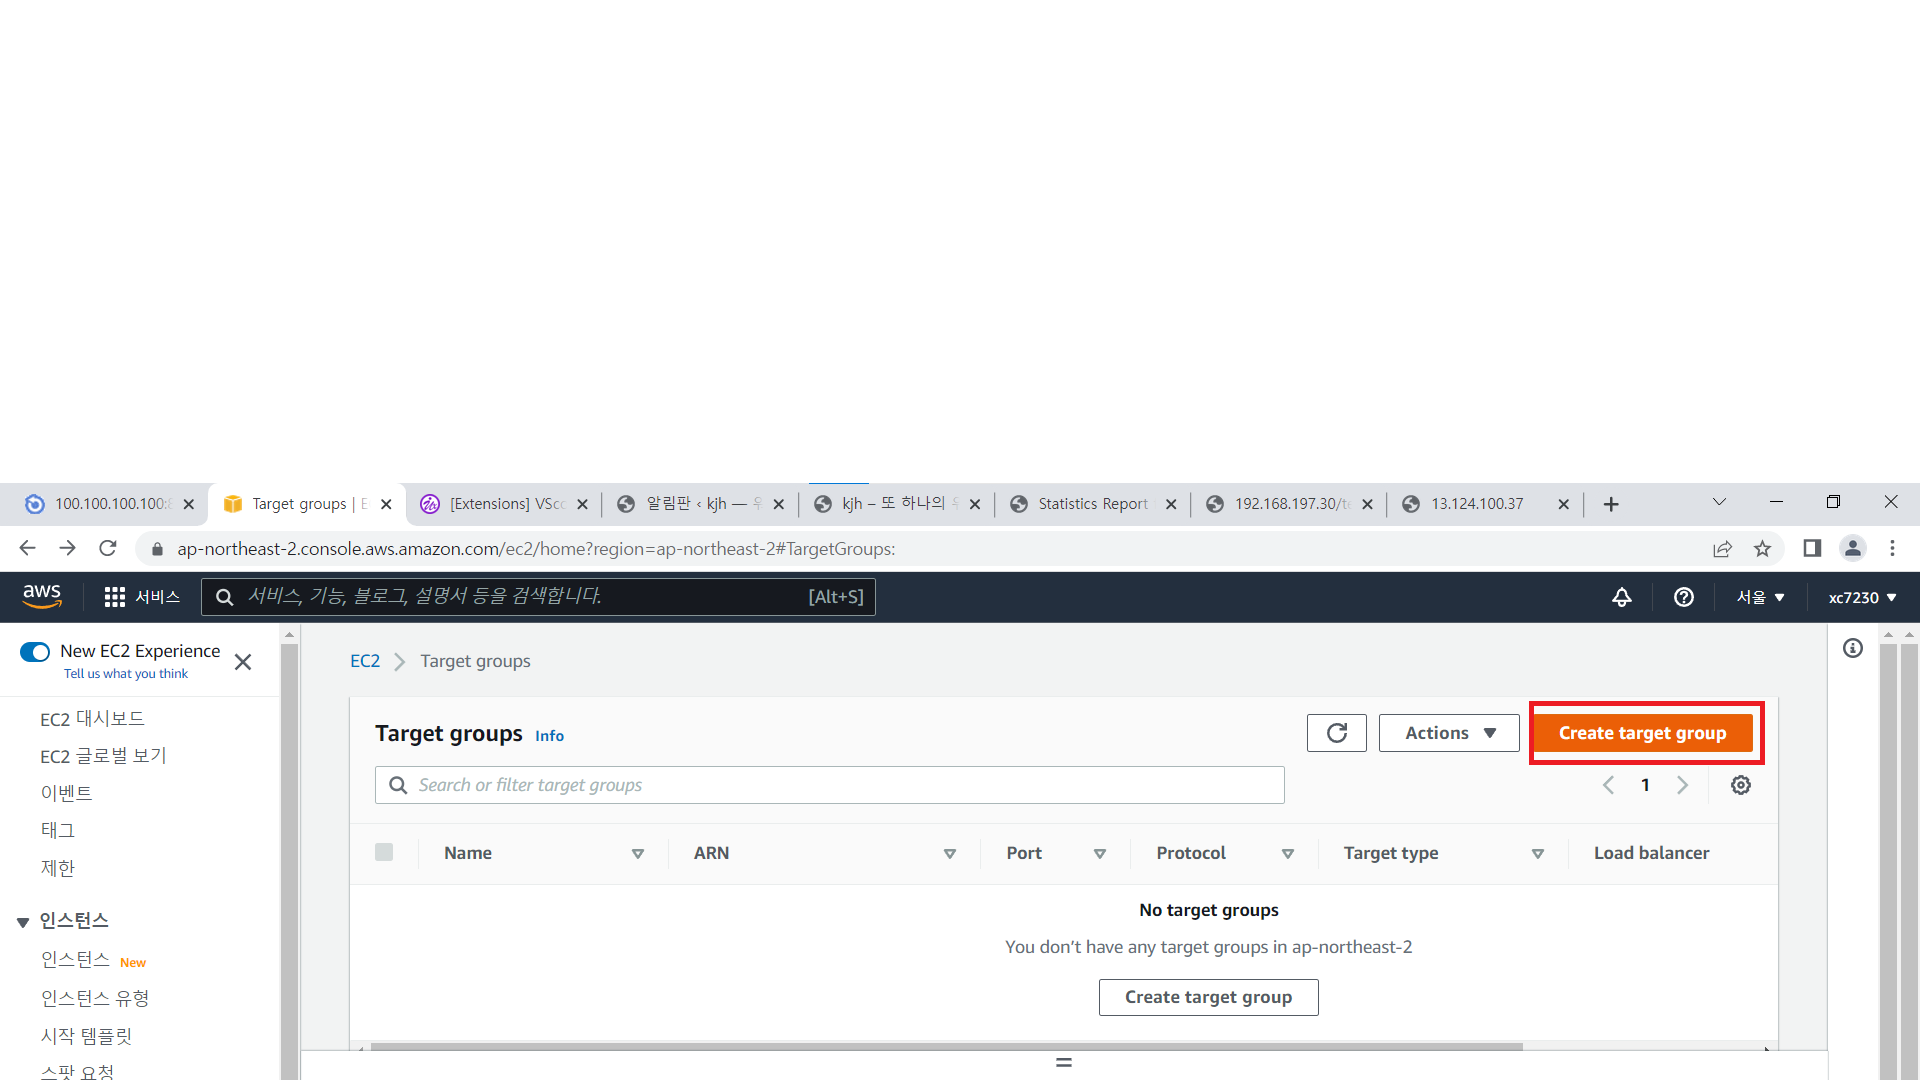 100.100.100.100:8
Target groups | E
[Extensions] VSco
알림판 ‹ kjh — 우
kjh – 또 하나의 우
Statistics Report
192.168.197.30/te
13.124.100.37
ap-northeast-2.console.aws.amazon.com/ec2/home?region=ap-northeast-2#TargetGroups:
aws
서비스
서비스, 기능, 블로그, 설명서 등을 검색합니다.
[Alt+S]
서울
xc7230
New EC2 Experience
Tell us what you think
EC2 대시보드
EC2 글로벌 보기
이벤트
태그
제한
인스턴스
인스턴스 New
인스턴스 유형
시작 템플릿
스팟 요청
EC2
Target groups
Target groups Info
Actions
Create target group
Search or filter target groups
1
Name
ARN
Port
Protocol
Target type
Load balancer
No target groups
You don’t have any target groups in ap-northeast-2
Create target group